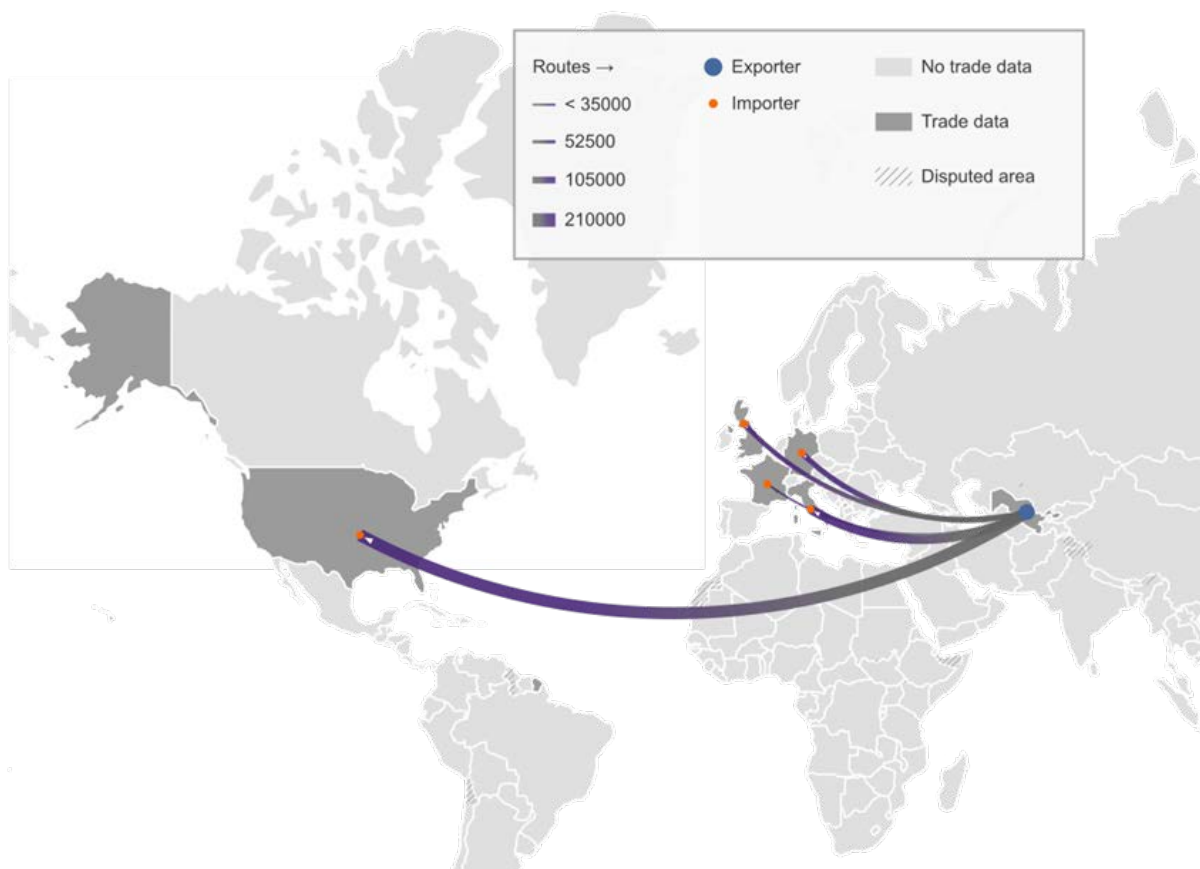 Routes →
< 35000
52500
105000
210000
Exporter
Importer
No trade data
Trade data
Disputed area